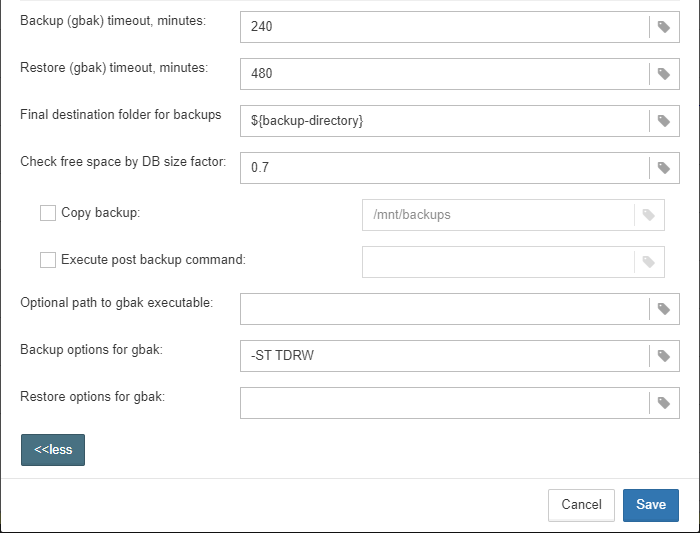 Backup (gbak) timeout, minutes: 240
Restore (gbak) timeout, minutes: 480
Final destination folder for backups ${backup-directory}
Check free space by DB size factor: 0.7
Copy backup: /mnt/backups
Execute post backup command:
Optional path to gbak executable:
Backup options for gbak: -ST TDRW
Restore options for gbak:
<<less
Cancel Save